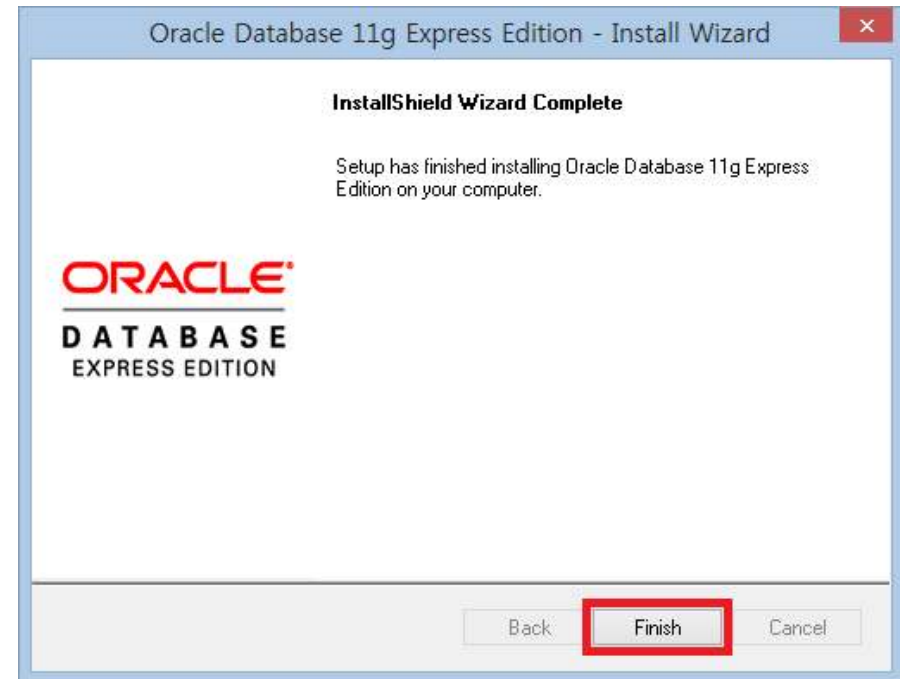 Oracle Database 11g Express Edition - Install Wizard
InstallShield Wizard Complete
Setup has finished installing Oracle Database 11g Express
Edition on your computer.
ORACLE
DATABASE
EXPRESS EDITION
Back Finish Cancel